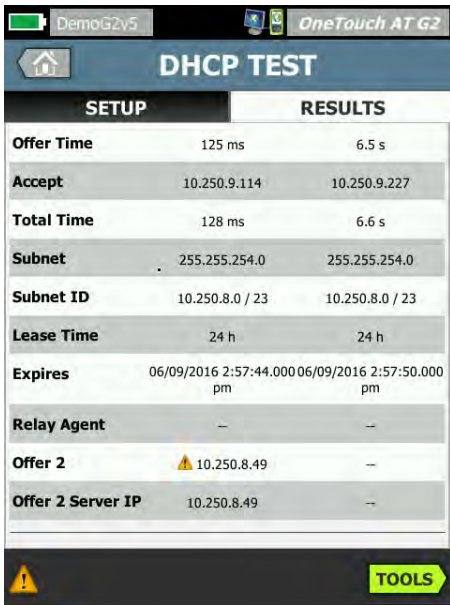 DemoG2v5 OneTouch AT G2
DHCP TEST
SETUP RESULTS
Offer Time 125 ms 6.5 s
Accept 10.250.9.114 10.250.9.227
Total Time 128 ms 6.6 s
Subnet 255.255.254.0 255.255.254.0
Subnet ID 10.250.8.0 / 23 10.250.8.0 / 23
Lease Time 24 h 24 h
Expires 06/09/2016 2:57:44.000 06/09/2016 2:57:50.000
pm pm
Relay Agent -- --
Offer 2 10.250.8.49 --
Offer 2 Server IP 10.250.8.49 --
TOOLS